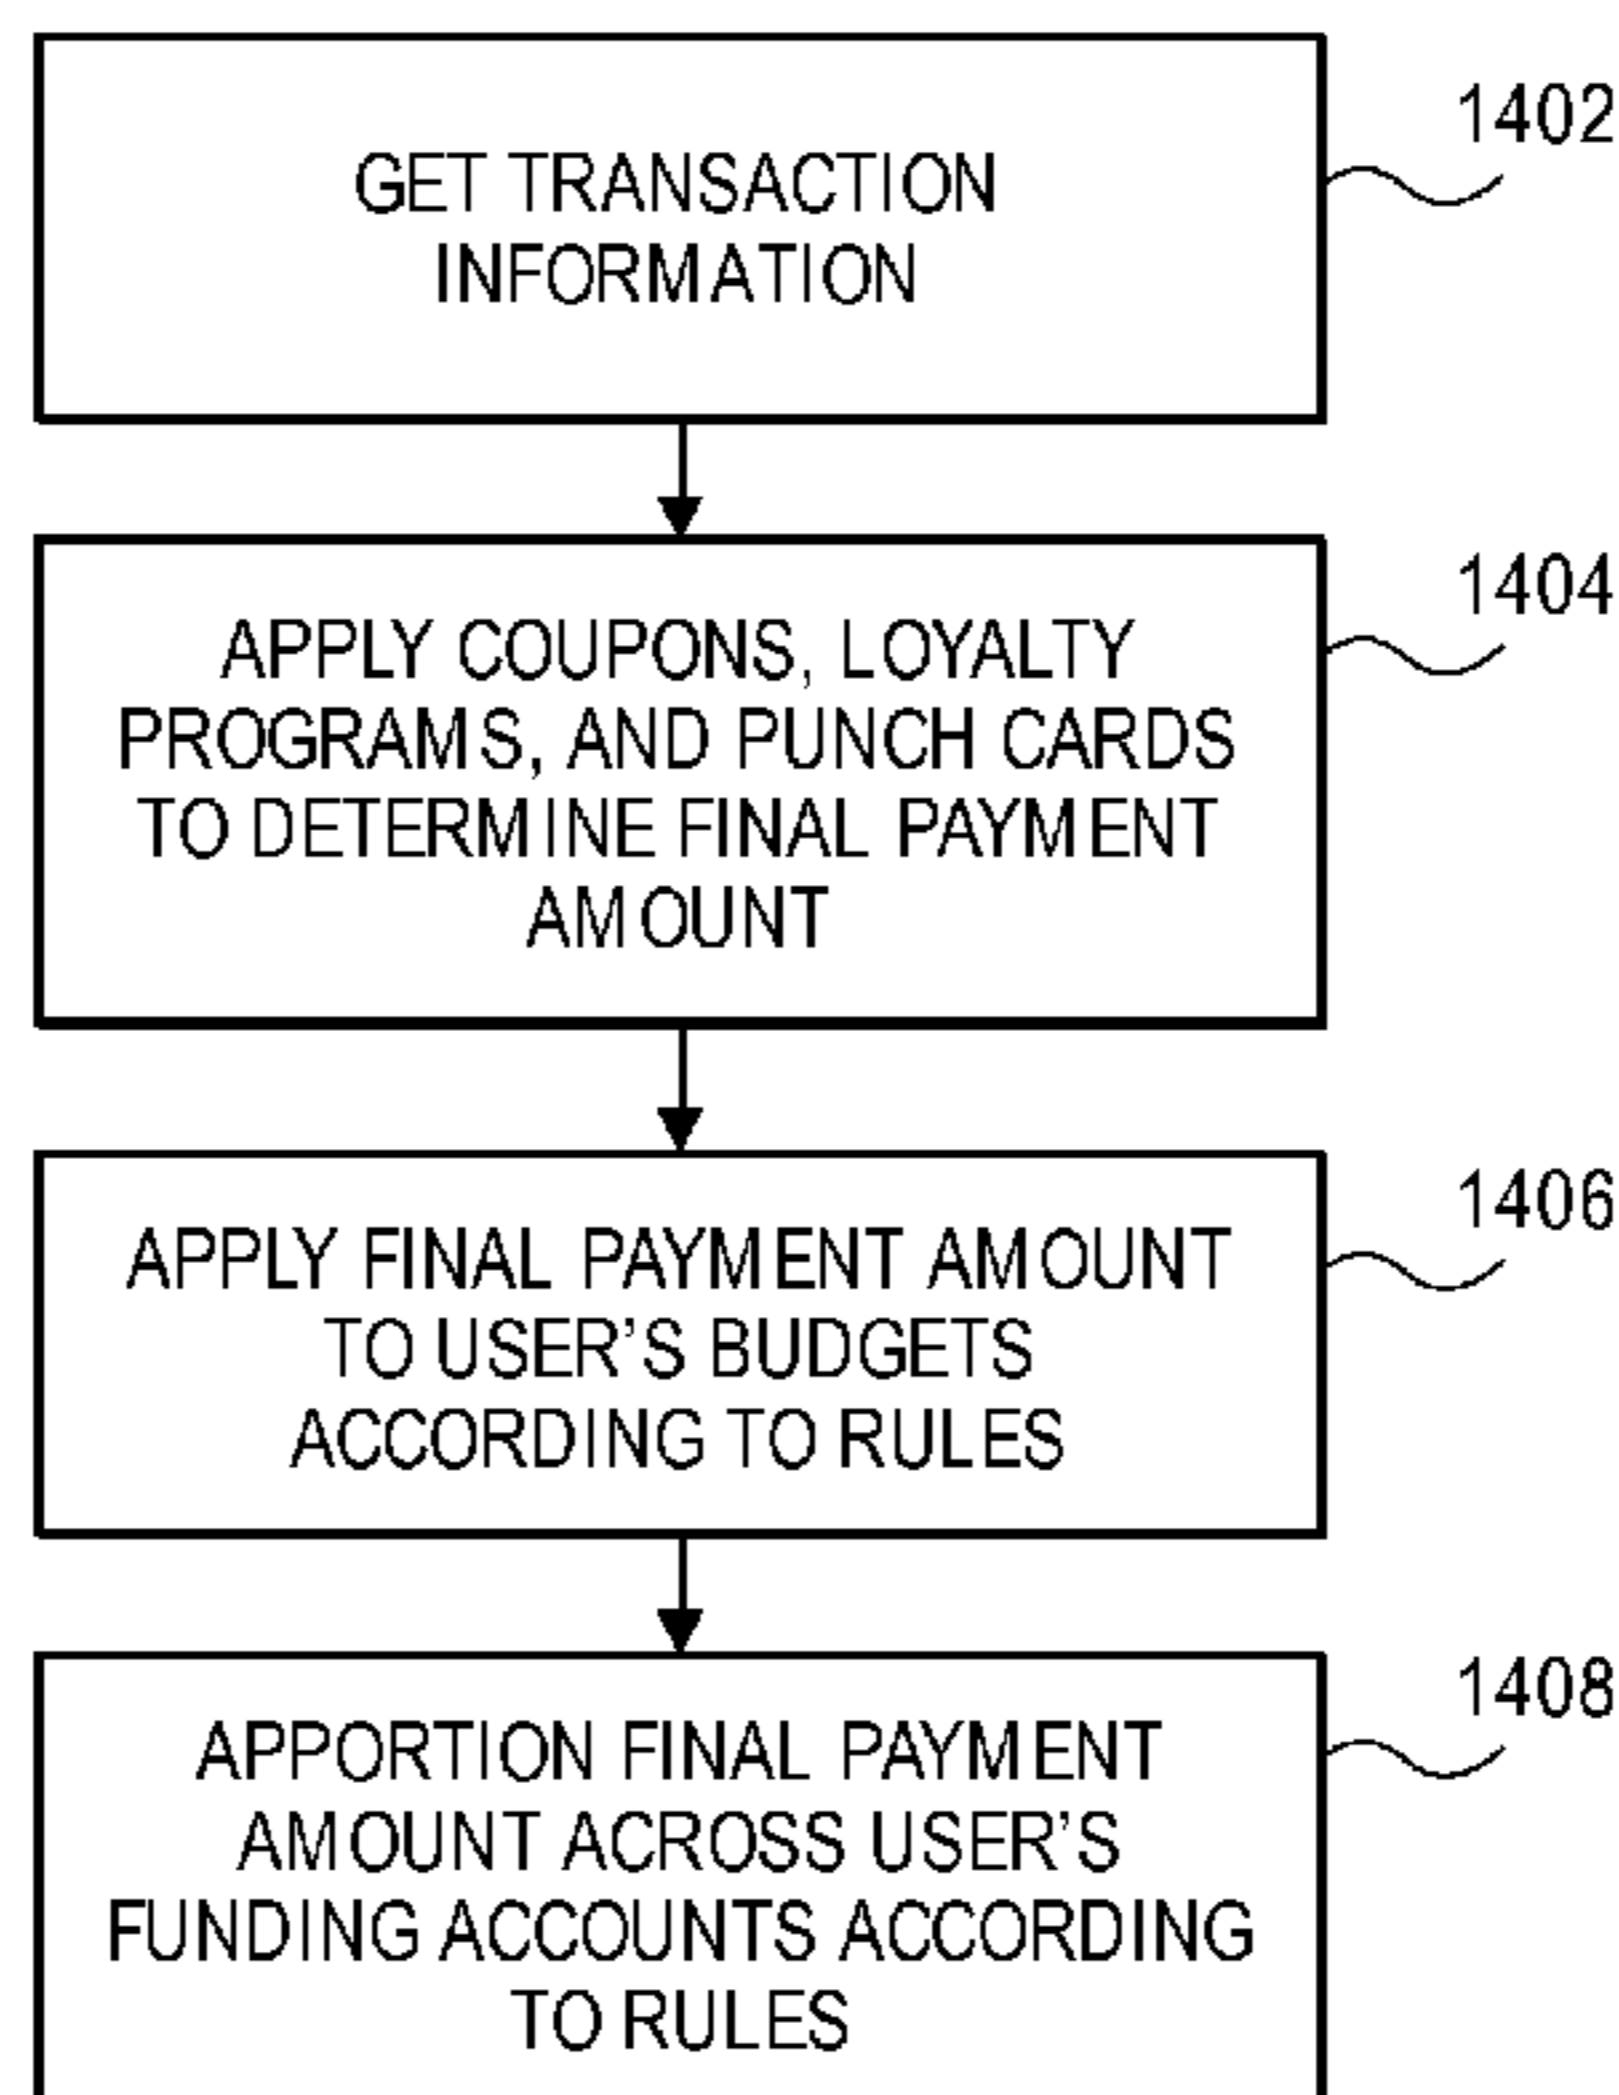 1402
GET TRANSACTION
INFORMATION
1404
APPLY COUPONS, LOYALTY
PROGRAMS, AND PUNCH CARDS
TO DETERMINE FINAL PAYMENT
AMOUNT
1406
APPLY FINAL PAYMENT AMOUNT
TO USER’S BUDGETS
ACCORDING TO RULES
1408
APPORTION FINAL PAYMENT
AMOUNT ACROSS USER’S
FUNDING ACCOUNTS ACCORDING
TO RULES